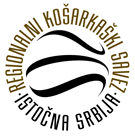 REGIONALNI KOŠARKAŠKI SAVEZ
ISTOČNA SRBIJA